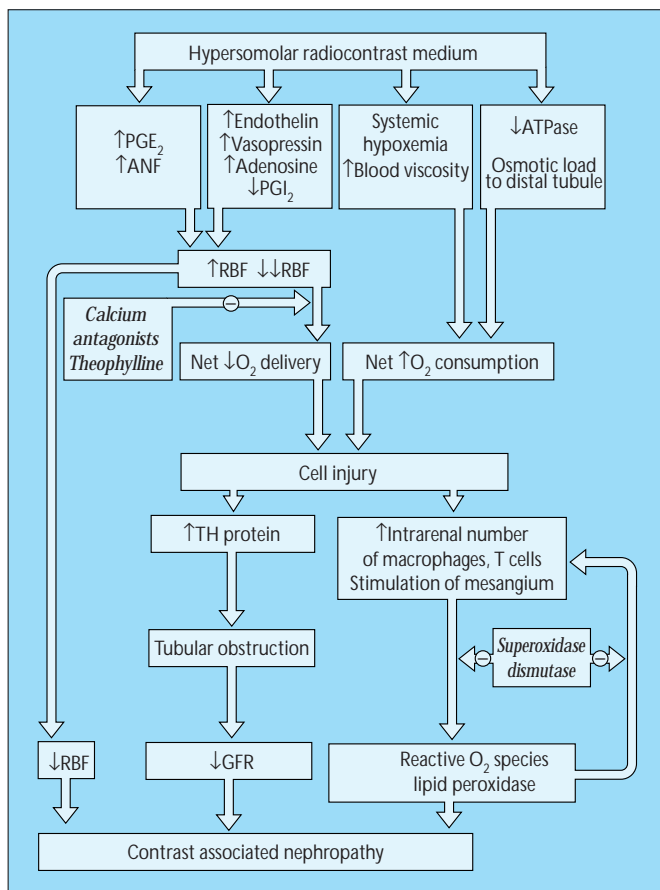 Hypersomolar radiocontrast medium
↑PGE₂
↑ANF
↑Endothelin
↑Vasopressin
↑Adenosine
↓PGI₂
Systemic
hypoxemia
↑Blood viscosity
↓ATPase
Osmotic load
to distal tubule
↑RBF ↓↓RBF
Calcium
antagonists
Theophylline
Net ↓O₂ delivery
Net ↑O₂ consumption
Cell injury
↑TH protein
↑Intrarenal number
of macrophages, T cells
Stimulation of mesangium
Tubular obstruction
Superoxidase
dismutase
↓RBF
↓GFR
Reactive O₂ species
lipid peroxidase
Contrast associated nephropathy